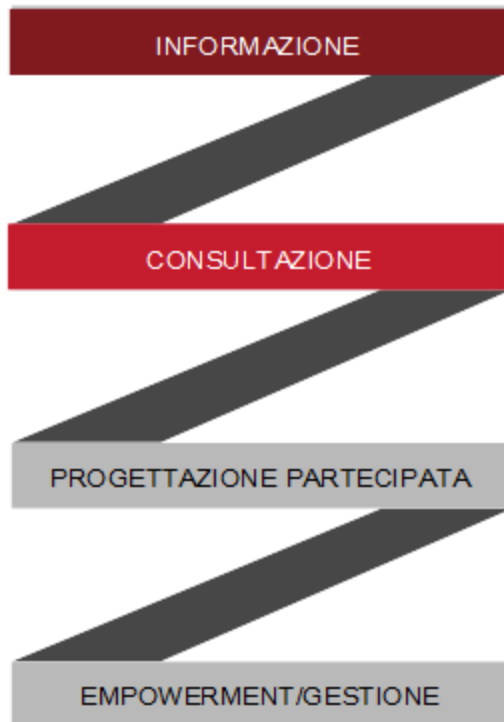 INFORMAZIONE
CONSULTAZIONE
PROGETTAZIONE PARTECIPATA
EMPOWERMENT/GESTIONE